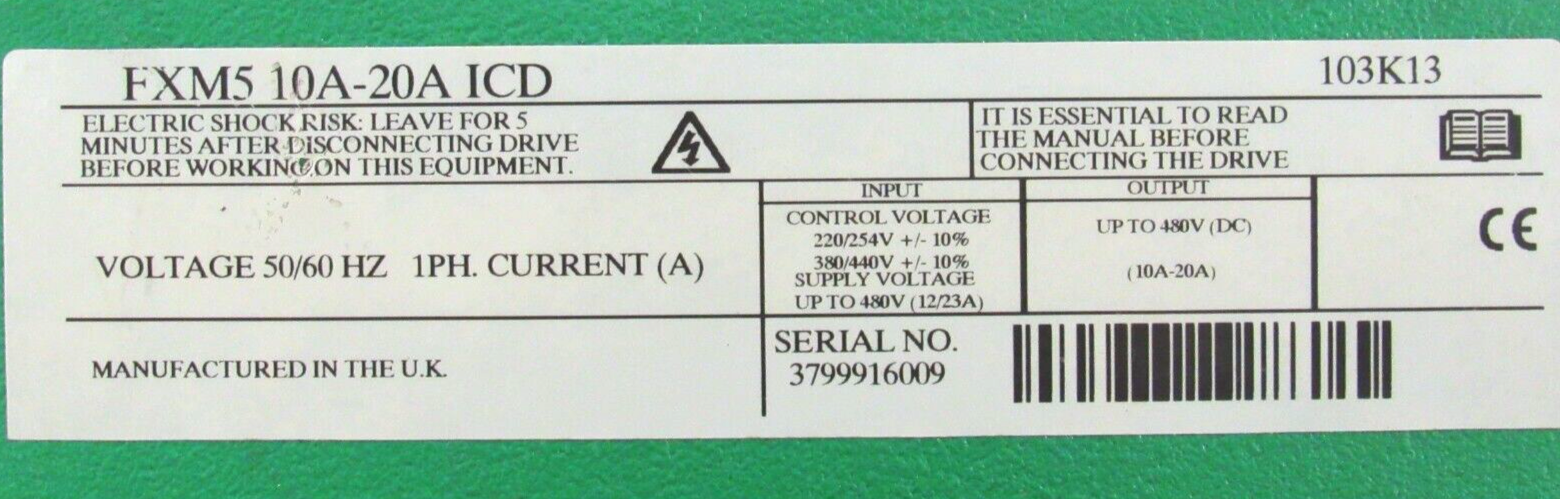 FXM5 10A-20A ICD
103K13
ELECTRIC SHOCK RISK: LEAVE FOR 5
MINUTES AFTER DISCONNECTING DRIVE
BEFORE WORKING ON THIS EQUIPMENT.
IT IS ESSENTIAL TO READ
THE MANUAL BEFORE
CONNECTING THE DRIVE
VOLTAGE 50/60 HZ 1PH. CURRENT (A)
INPUT
CONTROL VOLTAGE
220/254V +/- 10%
380/440V +/- 10%
SUPPLY VOLTAGE
UP TO 480V (12/23A)
OUTPUT
UP TO 480V (DC)
(10A-20A)
CE
MANUFACTURED IN THE U.K.
SERIAL NO.
3799916009